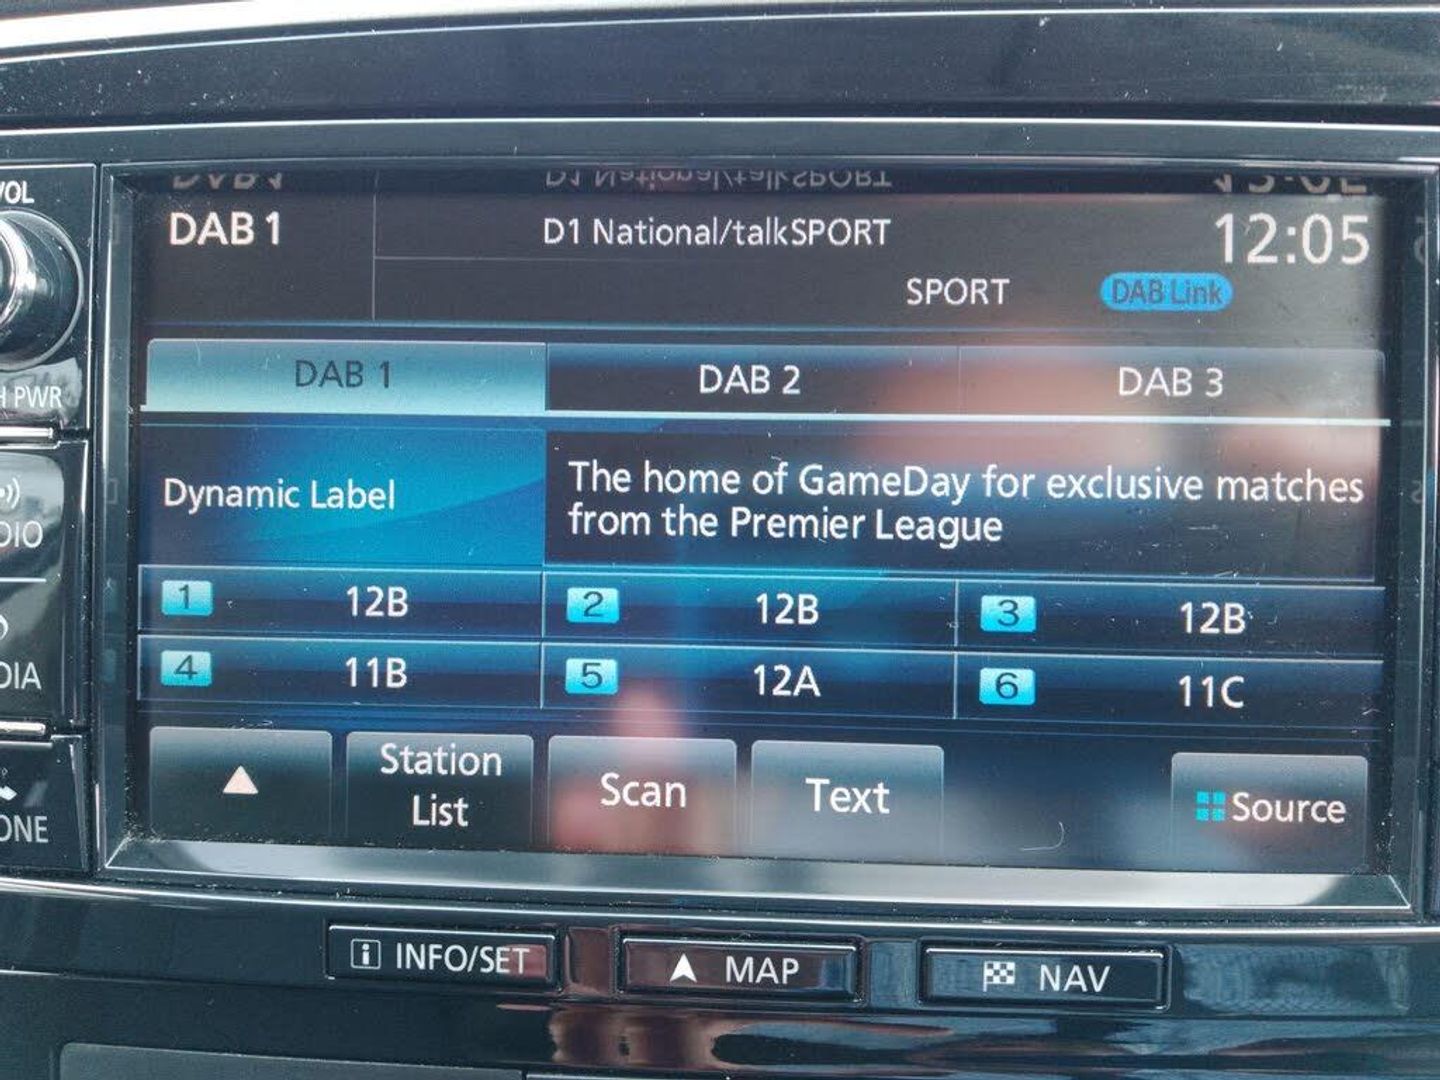 VOL
DAB 1
D1 National/talkSPORT
12:05
SPORT
DAB Link
PWR
DAB 1
DAB 2
DAB 3
Dynamic Label
The home of GameDay for exclusive matches
from the Premier League
1 12B
2 12B
3 12B
4 11B
5 12A
6 11C
Station
List
Scan
Text
Source
INFO/SET
MAP
NAV